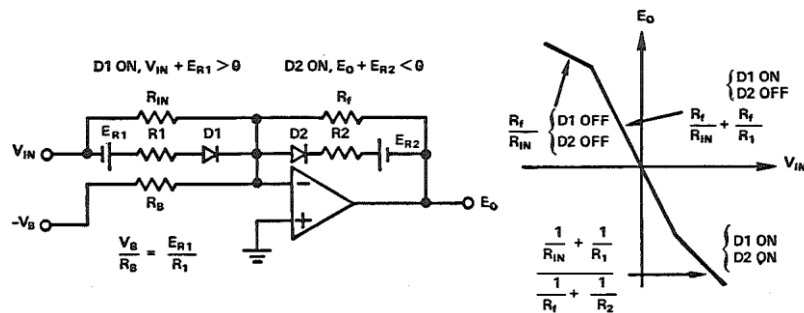 D1 ON, V_IN + E_R1 > 0
D2 ON, E_O + E_R2 < 0
R_IN
R_f
E_R1
R1
D1
D2
R2
E_R2
V_IN
R_B
-V_B
−
+
E_O
V_B / R_B = E_R1 / R_1
E_O
V_IN
R_f / R_IN { D1 OFF
D2 OFF
{ D1 ON
D2 OFF
R_f / R_IN + R_f / R_1
{ D1 ON
D2 ON
1 / R_IN + 1 / R_1
1 / R_f + 1 / R_2